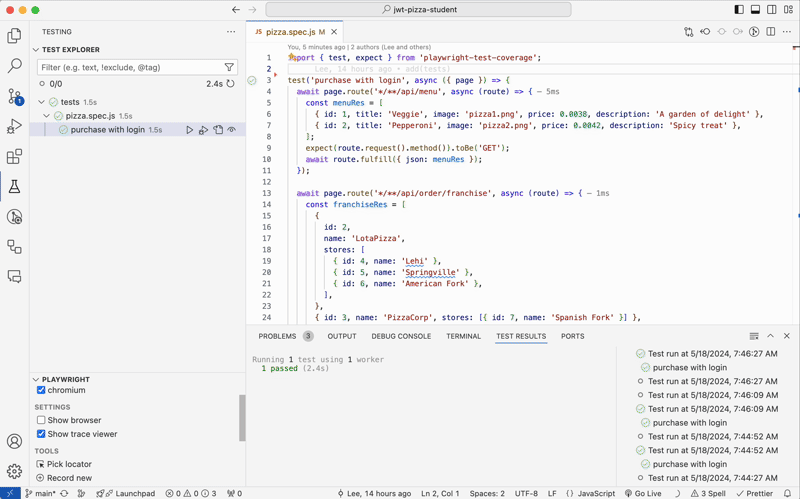 jwt-pizza-student
TESTING
TEST EXPLORER
Filter (e.g. text, !exclude, @tag)
0/0
2.4s
tests 1.5s
pizza.spec.js 1.5s
purchase with login 1.5s
PLAYWRIGHT
chromium
SETTINGS
Show browser
Show trace viewer
TOOLS
Pick locator
Record new
JS pizza.spec.js M
You, 5 minutes ago | 2 authors (Lee and others)
1 import { test, expect } from 'playwright-test-coverage';
2 Lee, 14 hours ago • add(tests)
3 test('purchase with login', async ({ page }) => {
4 await page.route('*/**/api/menu', async (route) => { — 5ms
5 const menuRes = [
6 { id: 1, title: 'Veggie', image: 'pizza1.png', price: 0.0038, description: 'A garden of delight' },
7 { id: 2, title: 'Pepperoni', image: 'pizza2.png', price: 0.0042, description: 'Spicy treat' },
8 ];
9 expect(route.request().method()).toBe('GET');
10 await route.fulfill({ json: menuRes });
11 });
12
13 await page.route('*/**/api/order/franchise', async (route) => { — 1ms
14 const franchiseRes = [
15 {
16 id: 2,
17 name: 'LotaPizza',
18 stores: [
19 { id: 4, name: 'Lehi' },
20 { id: 5, name: 'Springville' },
21 { id: 6, name: 'American Fork' },
22 ],
23 },
24 { id: 3, name: 'PizzaCorp', stores: [{ id: 7, name: 'Spanish Fork' }] },
PROBLEMS 3 OUTPUT DEBUG CONSOLE TERMINAL TEST RESULTS PORTS
Running 1 test using 1 worker
1 passed (2.4s)
Test run at 5/18/2024, 7:46:27 AM
purchase with login
Test run at 5/18/2024, 7:46:27 AM
Test run at 5/18/2024, 7:46:09 AM
Test run at 5/18/2024, 7:46:09 AM
purchase with login
Test run at 5/18/2024, 7:44:52 AM
Test run at 5/18/2024, 7:44:52 AM
purchase with login
Test run at 5/18/2024, 7:44:27 AM
1
main* Launchpad 0 0 3 0 Lee, 14 hours ago Ln 2, Col 1 Spaces: 2 UTF-8 LF {} JavaScript Go Live 3 Spell Prettier